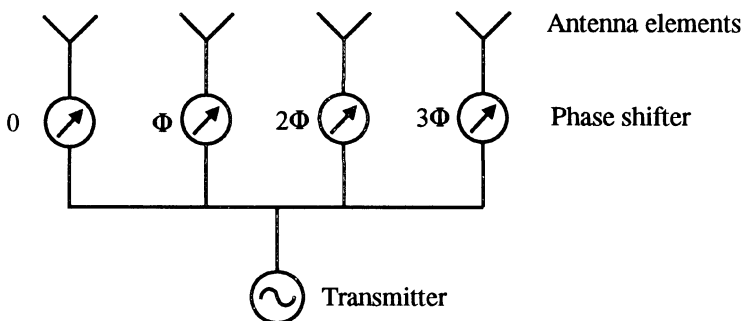 Antenna elements
0 Φ 2Φ 3Φ Phase shifter
Transmitter